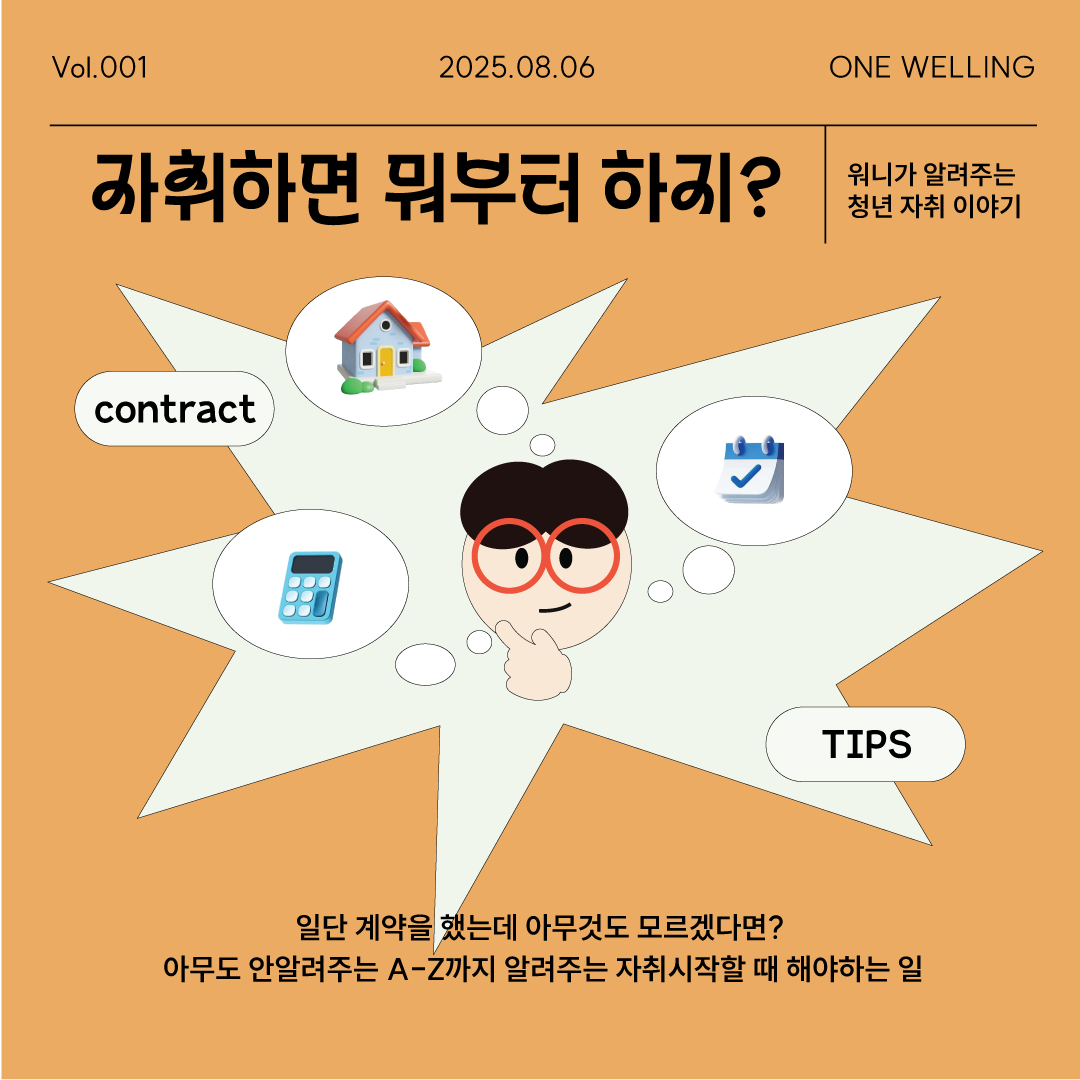 Vol.001
2025.08.06
ONE WELLING
자취하면 뭐부터 하지?
워니가 알려주는
청년 자취 이야기
contract
TIPS
일단 계약을 했는데 아무것도 모르겠다면?
아무도 안알려주는 A-Z까지 알려주는 자취시작할 때 해야하는 일